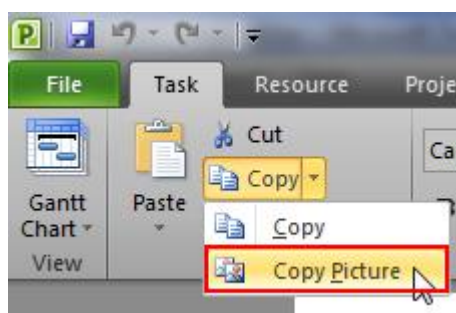 File Task Resource Proje
Cut
Copy
Ca
Gantt
Chart
Paste
Copy
View
Copy Picture